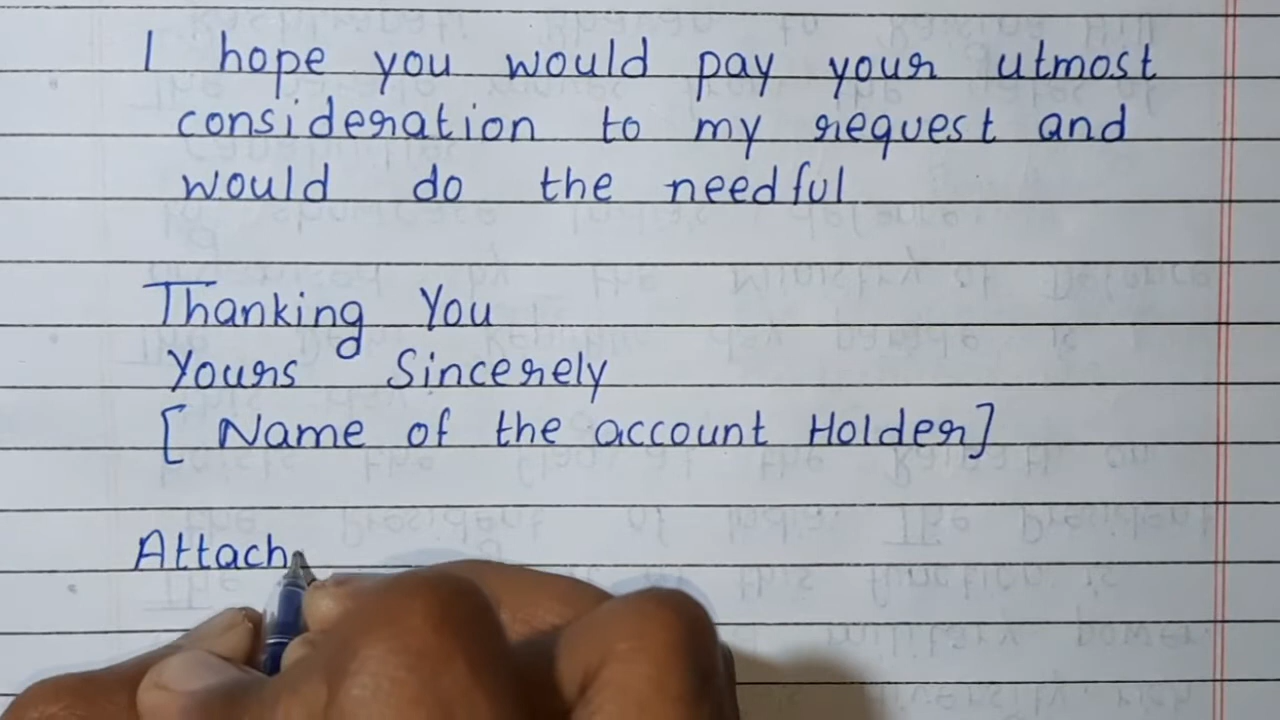 I hope you would pay your utmost
consideration to my request and
would do the needful
Thanking You
Yours Sincerely
[ Name of the account Holder]
Attach